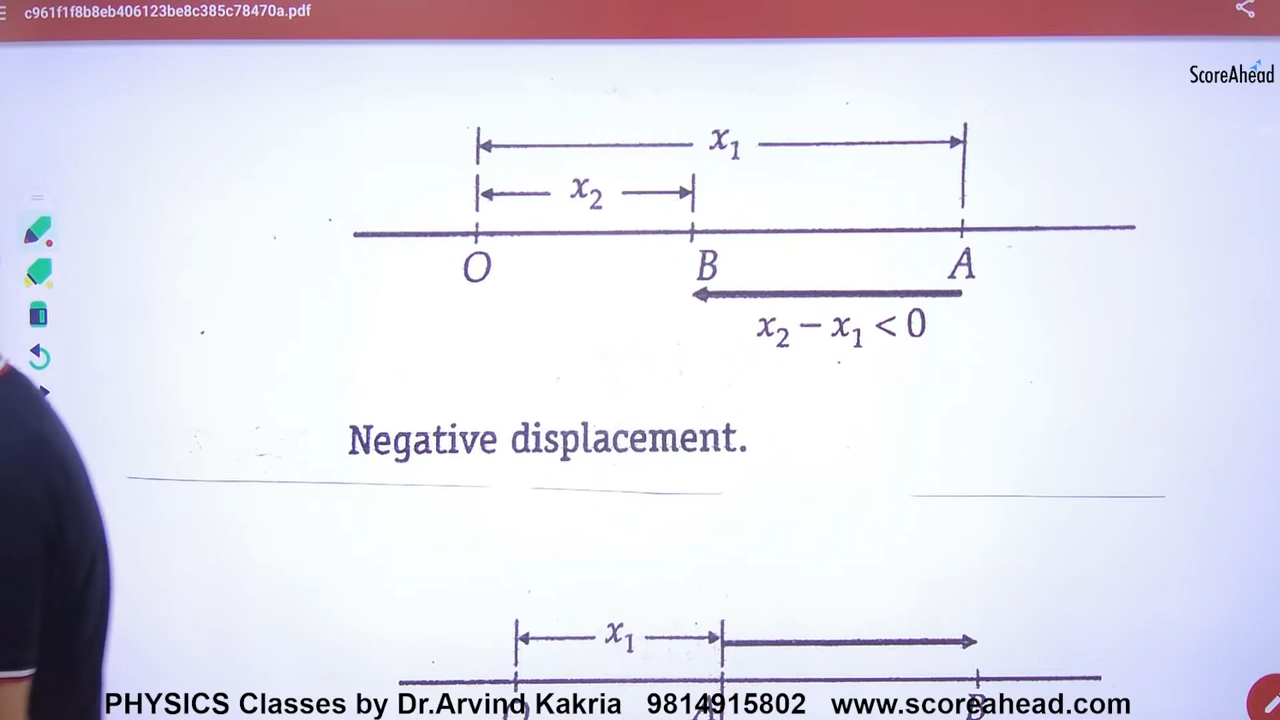 c961f1f8b8eb406123be8c385c78470a.pdf
ScoreAhead
x₁
x₂
O B A
x₂ − x₁ < 0
Negative displacement.
x₁
B
PHYSICS Classes by Dr.Arvind Kakria 9814915802 www.scoreahead.com